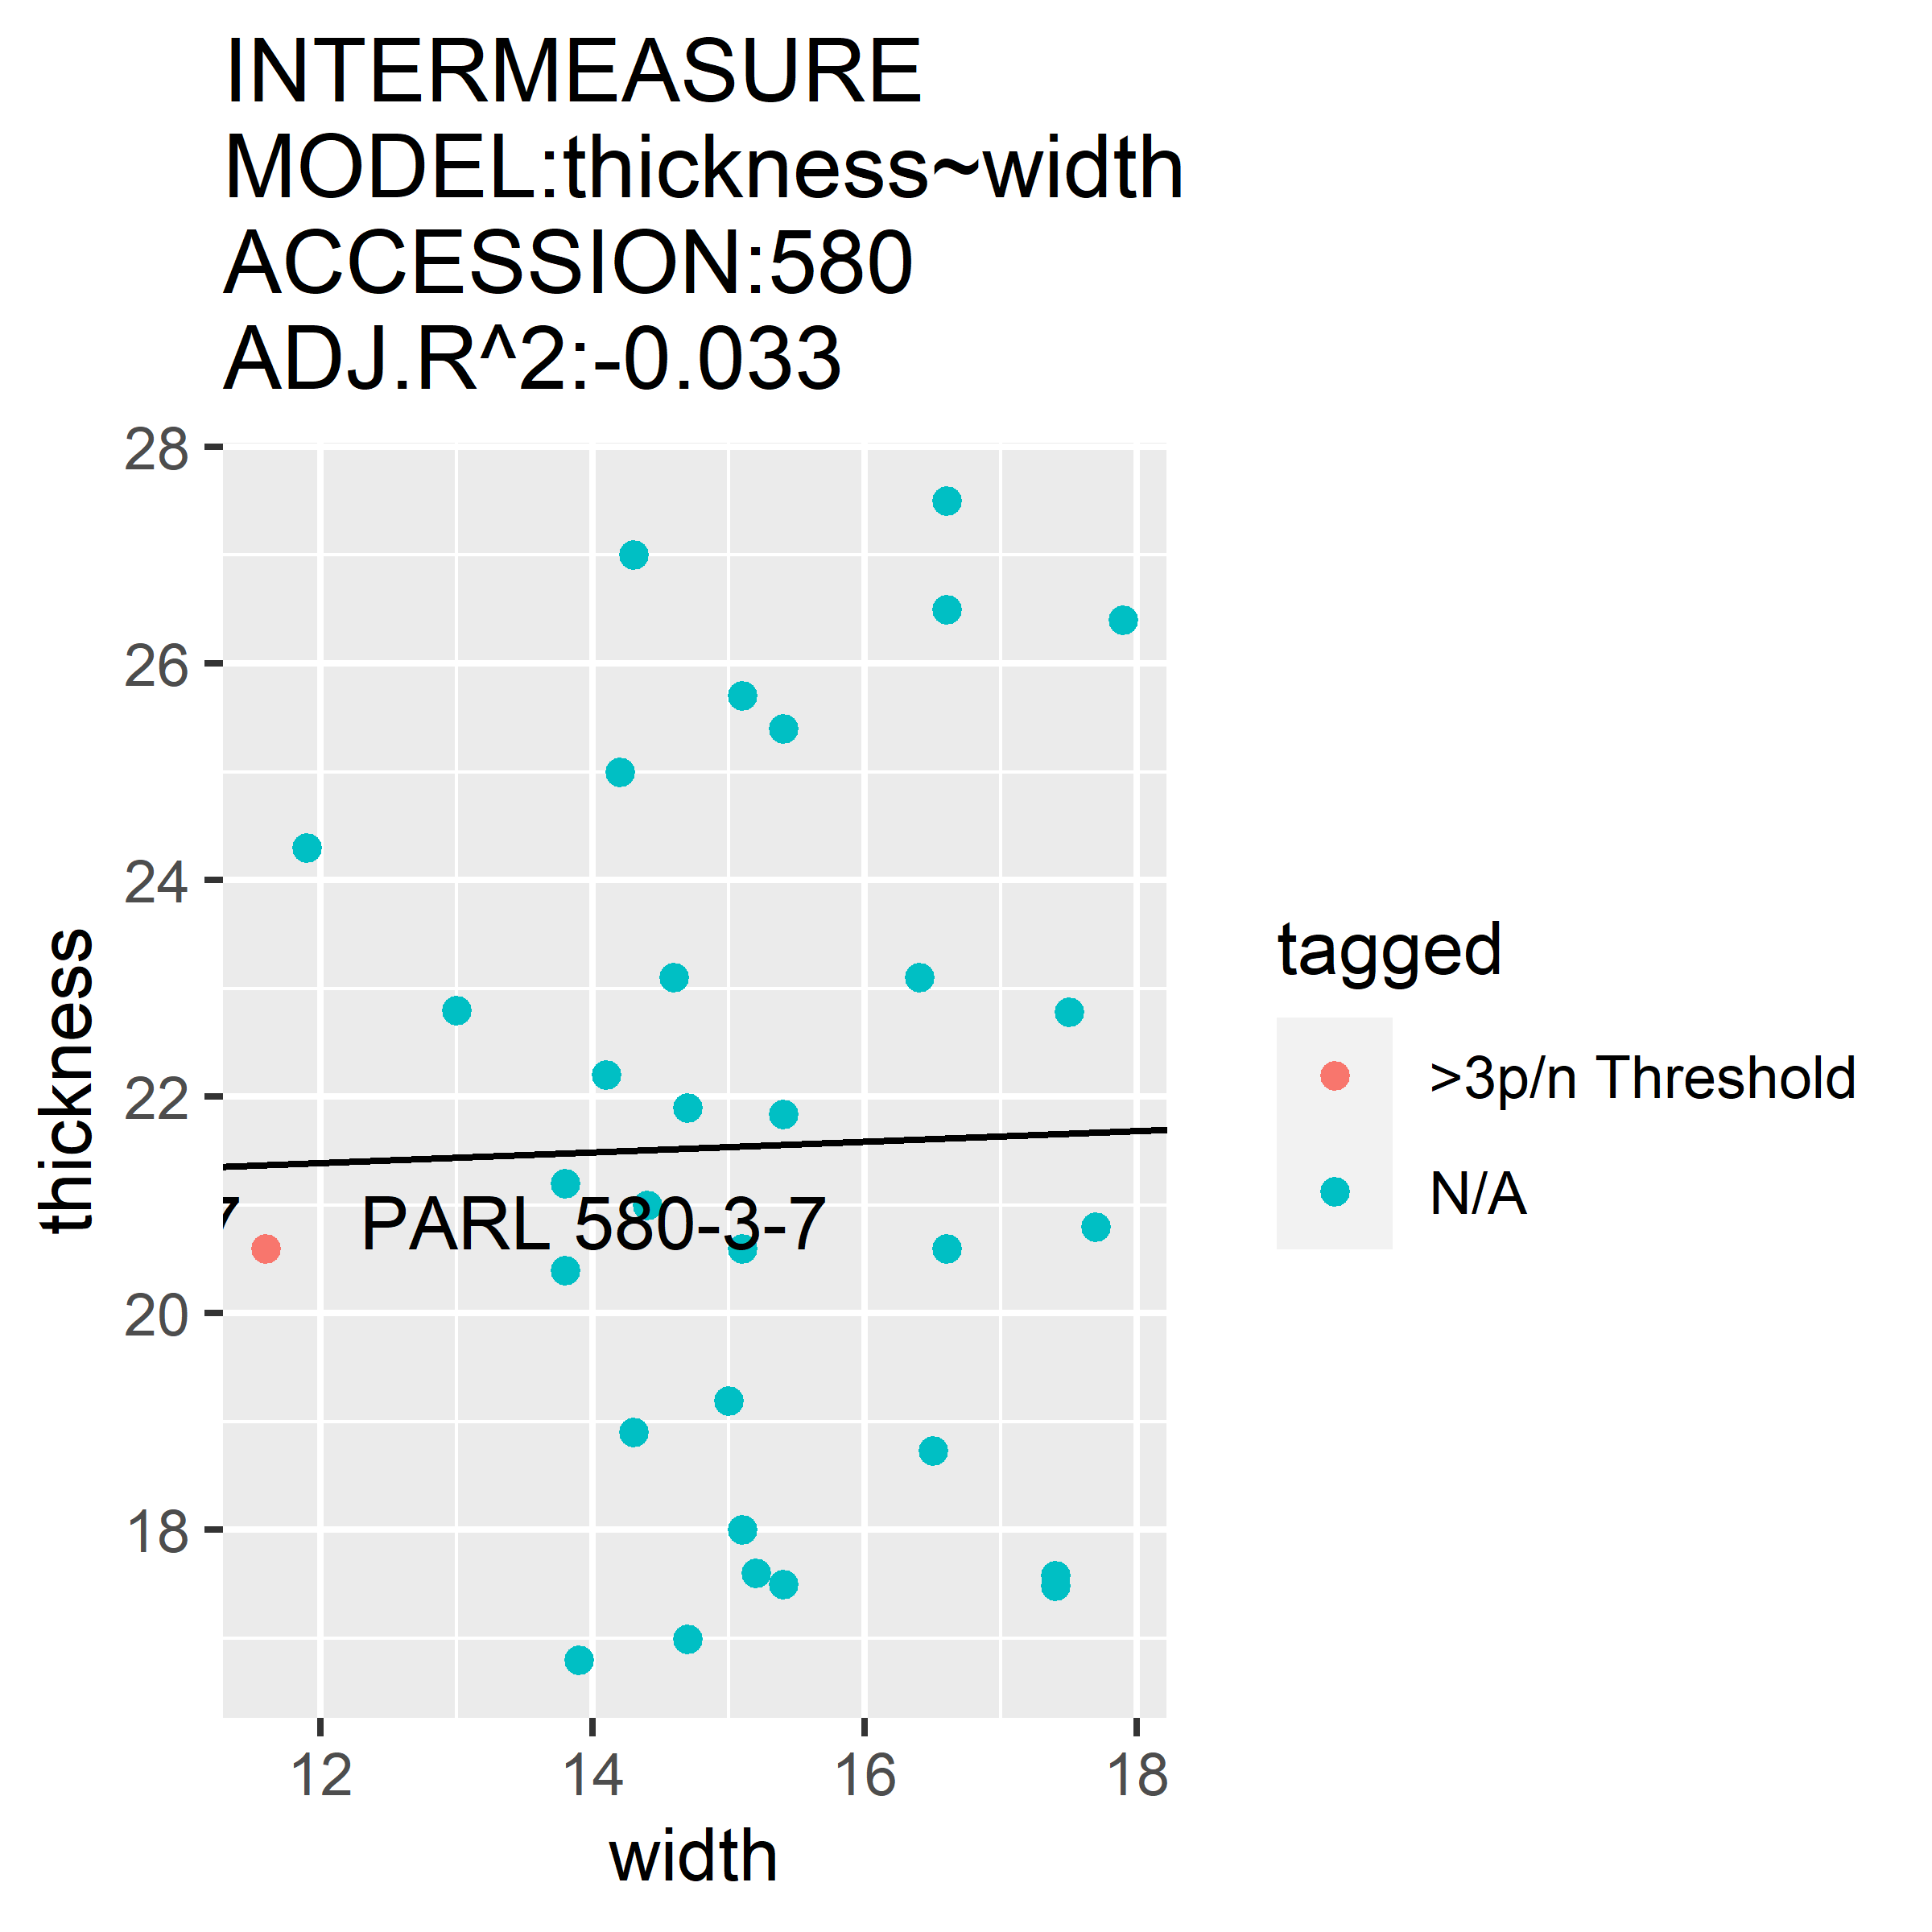 INTERMEASURE
MODEL:thickness~width
ACCESSION:580
ADJ.R^2:-0.033
28
26
24
22
20
18
thickness
7
PARL 580-3-7
12
14
16
18
width
tagged
>3p/n Threshold
N/A